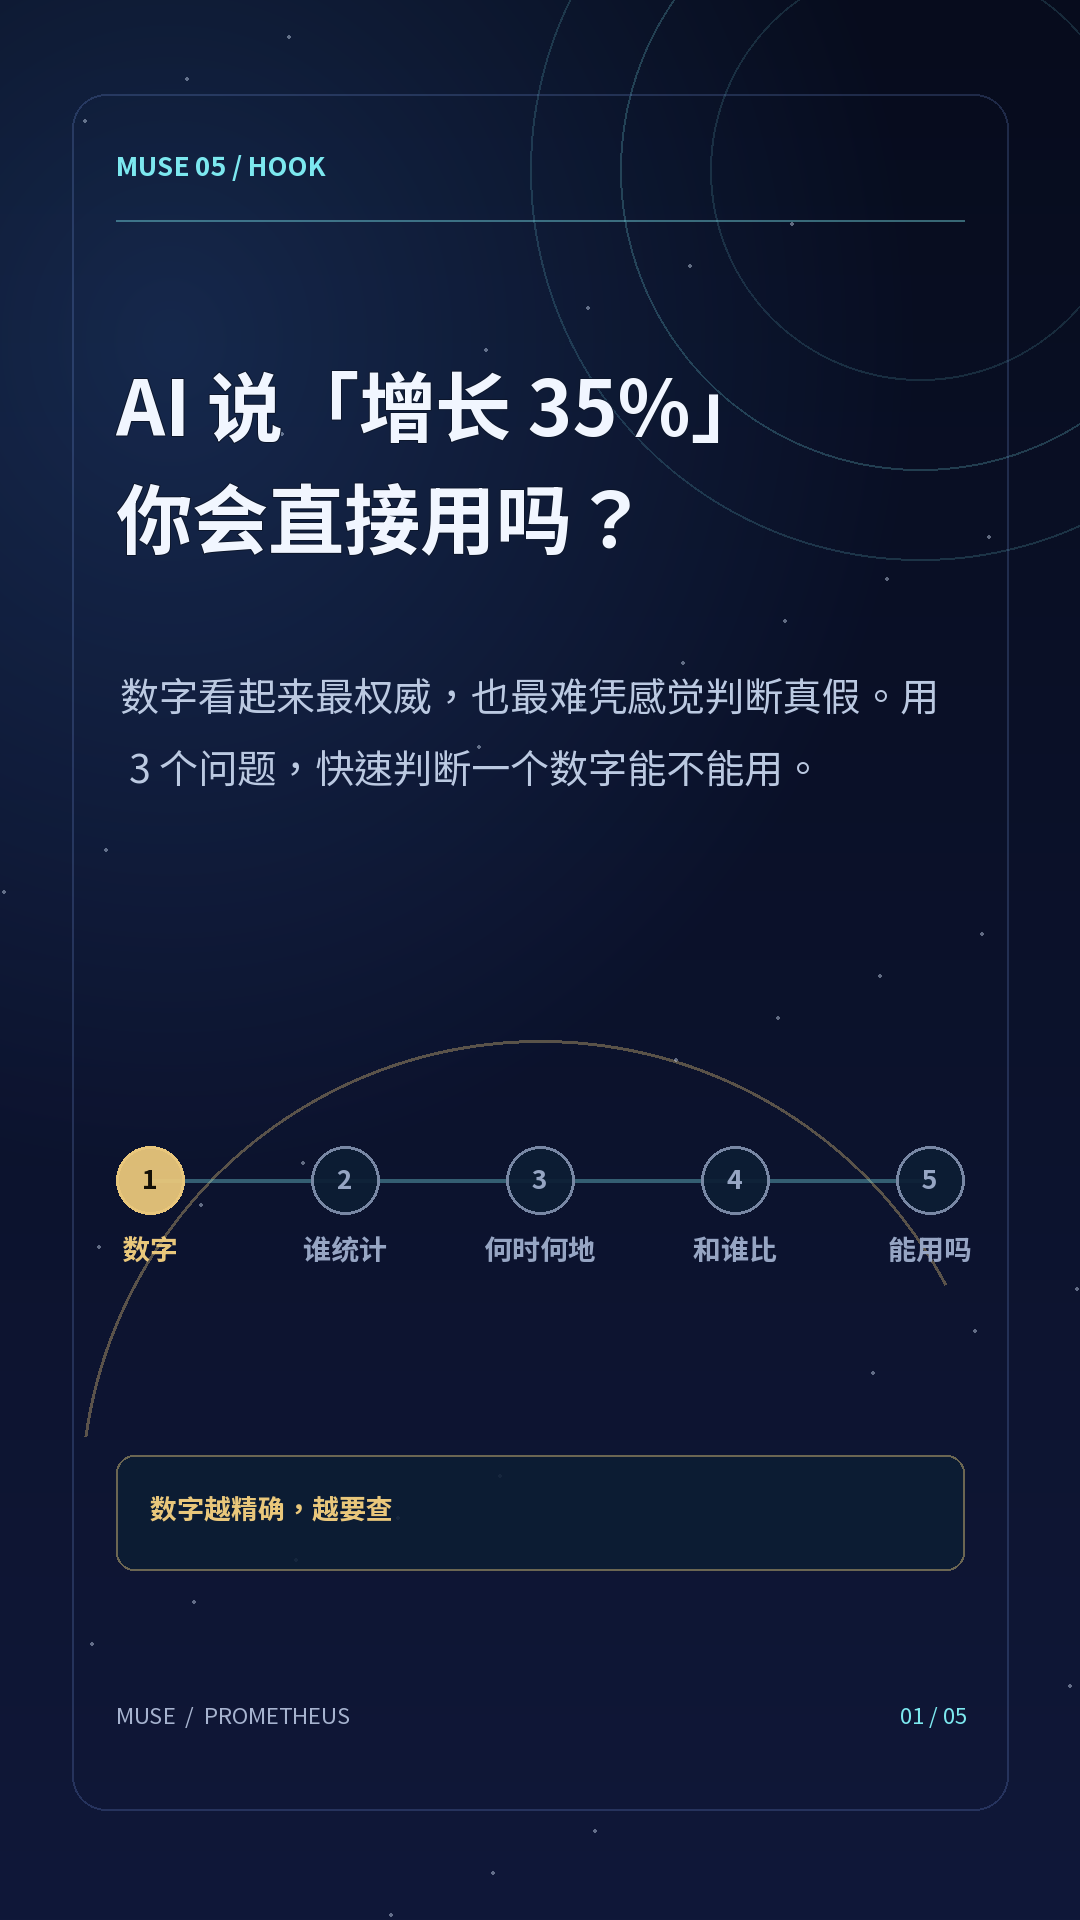 MUSE 05 / HOOK
AI 说「增长 35%」
你会直接用吗？
数字看起来最权威，也最难凭感觉判断真假。用
3 个问题，快速判断一个数字能不能用。
1
2
3
4
5
数字
谁统计
何时何地
和谁比
能用吗
数字越精确，越要查
MUSE / PROMETHEUS
01 / 05